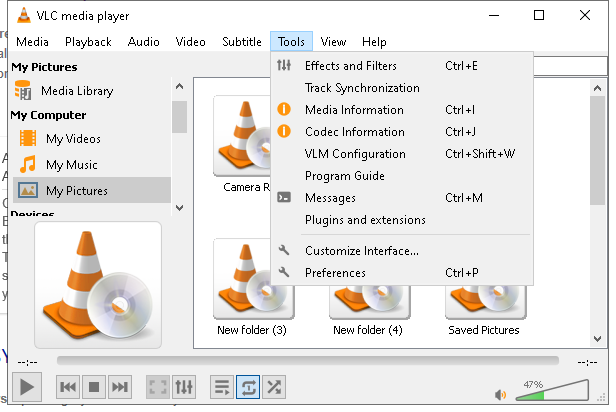 VLC media player
Media Playback Audio Video Subtitle Tools View Help
My Pictures
Media Library
My Computer
My Videos
My Music
My Pictures
Devices
Effects and Filters Ctrl+E
Track Synchronization
Media Information Ctrl+I
Codec Information Ctrl+J
VLM Configuration Ctrl+Shift+W
Program Guide
Messages Ctrl+M
Plugins and extensions
Customize Interface...
Preferences Ctrl+P
Camera R
New folder (3) New folder (4) Saved Pictures
--:-- --:--
47%